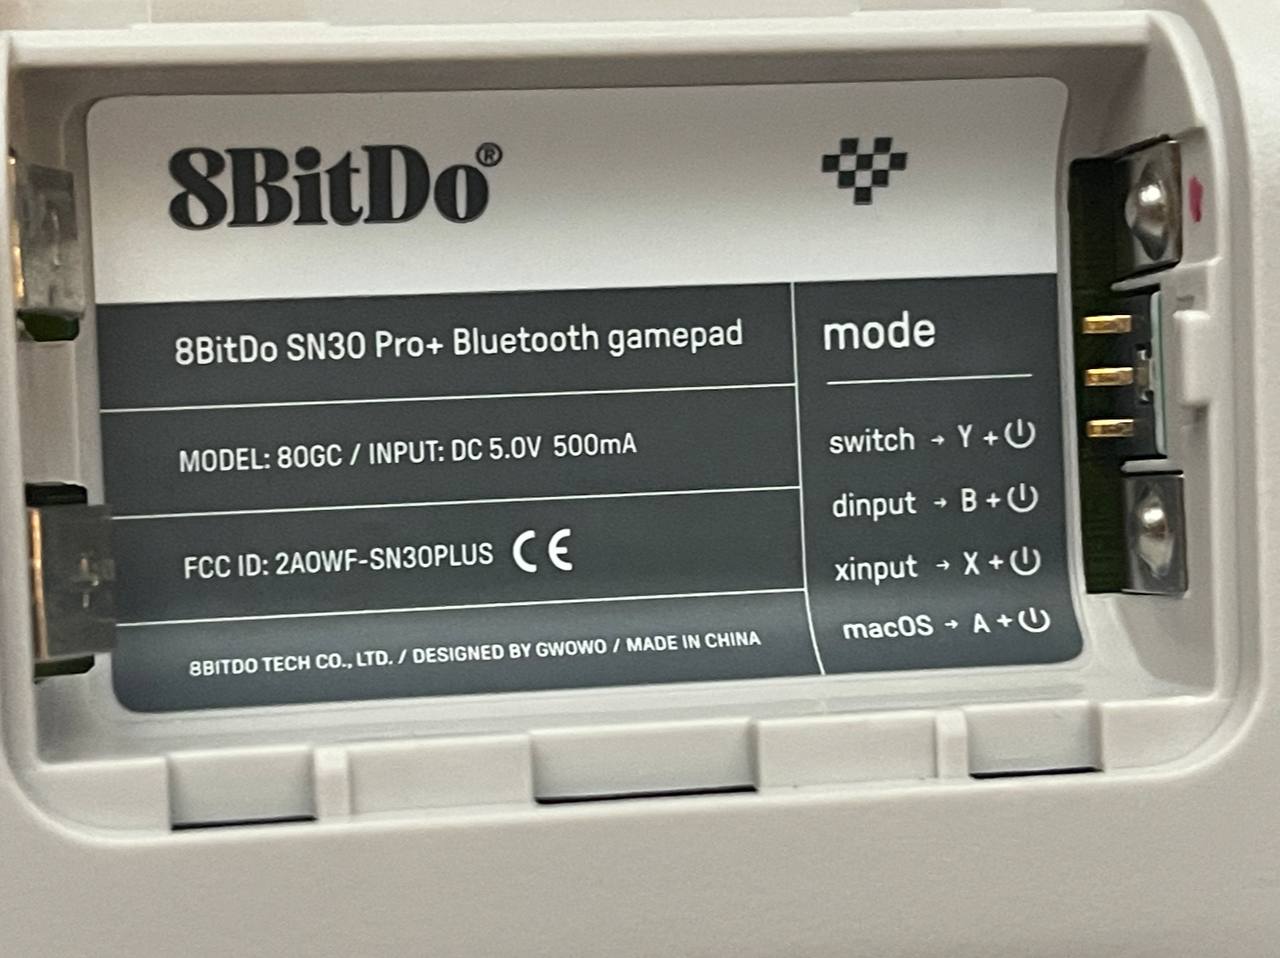 8BitDo®
8BitDo SN30 Pro+ Bluetooth gamepad
MODEL: 80GC / INPUT: DC 5.0V 500mA
FCC ID: 2AOWF-SN30PLUS CE
8BITDO TECH CO., LTD. / DESIGNED BY GWOWO / MADE IN CHINA
mode
switch → Y + ⏻
dinput → B + ⏻
xinput → X + ⏻
macOS → A + ⏻